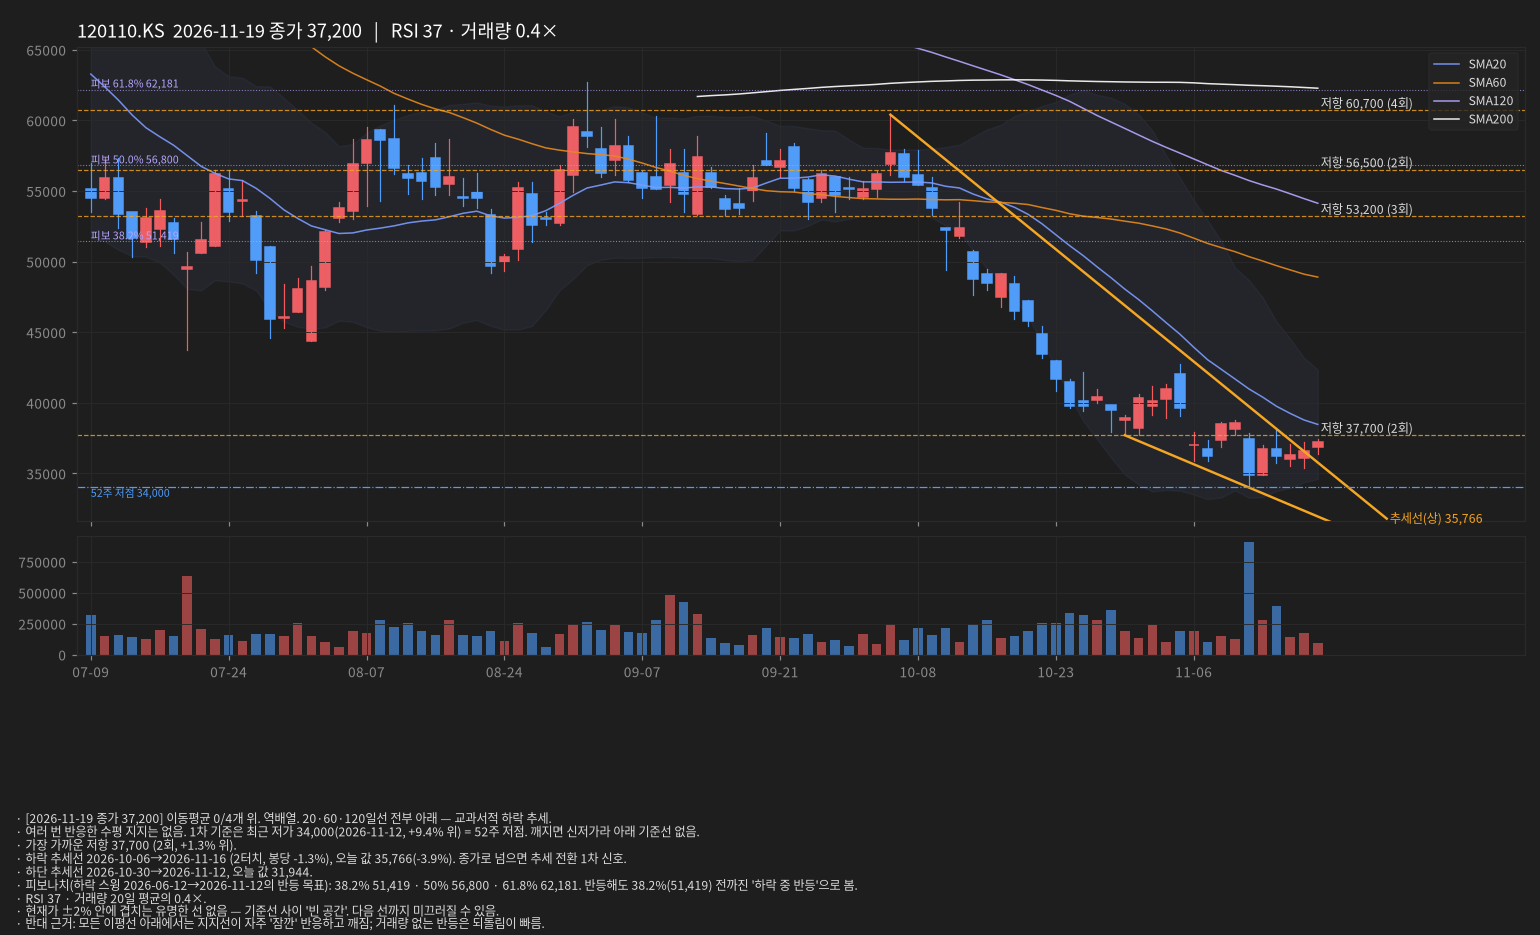 120110.KS 2026-11-19 종가 37,200 | RSI 37 · 거래량 0.4×
65000
60000
55000
50000
45000
40000
35000
피보 61.8% 62,181
피보 50.0% 56,800
피보 38.2% 51,419
52주 저점 34,000
SMA20
SMA60
SMA120
SMA200
저항 60,700 (4회)
저항 56,500 (2회)
저항 53,200 (3회)
저항 37,700 (2회)
추세선(상) 35,766
750000
500000
250000
0
07-09 07-24 08-07 08-24 09-07 09-21 10-08 10-23 11-06
· [2026-11-19 종가 37,200] 이동평균 0/4개 위. 역배열. 20·60·120일선 전부 아래 — 교과서적 하락 추세.
· 여러 번 반응한 수평 지지는 없음. 1차 기준은 최근 저가 34,000(2026-11-12, +9.4% 위) = 52주 저점. 깨지면 신저가라 아래 기준선 없음.
· 가장 가까운 저항 37,700 (2회, +1.3% 위).
· 하락 추세선 2026-10-06→2026-11-16 (2터치, 봉당 -1.3%), 오늘 값 35,766(-3.9%). 종가로 넘으면 추세 전환 1차 신호.
· 하단 추세선 2026-10-30→2026-11-12, 오늘 값 31,944.
· 피보나치(하락 스윙 2026-06-12→2026-11-12의 반등 목표): 38.2% 51,419 · 50% 56,800 · 61.8% 62,181. 반등해도 38.2%(51,419) 전까진 '하락 중 반등'으로 봄.
· RSI 37 · 거래량 20일 평균의 0.4×.
· 현재가 ±2% 안에 겹치는 유명한 선 없음 — 기준선 사이 '빈 공간'. 다음 선까지 미끄러질 수 있음.
· 반대 근거: 모든 이평선 아래에서는 지지선이 자주 '잠깐' 반응하고 깨짐; 거래량 없는 반등은 되돌림이 빠름.